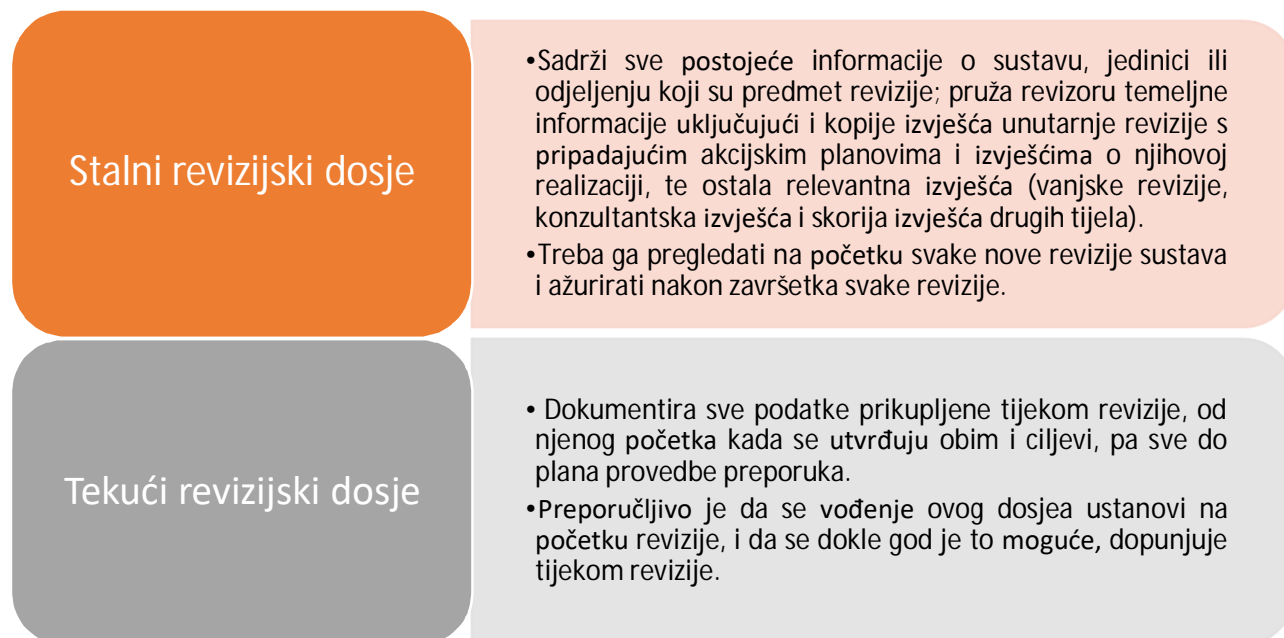 Stalni revizijski dosje
•Sadrži sve postojeće informacije o sustavu, jedinici ili
odjeljenju koji su predmet revizije; pruža revizoru temeljne
informacije uključujući i kopije izvješća unutarnje revizije s
pripadajućim akcijskim planovima i izvješćima o njihovoj
realizaciji, te ostala relevantna izvješća (vanjske revizije,
konzultantska izvješća i skorija izvješća drugih tijela).
•Treba ga pregledati na početku svake nove revizije sustava
i ažurirati nakon završetka svake revizije.
Tekući revizijski dosje
• Dokumentira sve podatke prikupljene tijekom revizije, od
njenog početka kada se utvrđuju obim i ciljevi, pa sve do
plana provedbe preporuka.
•Preporučljivo je da se vođenje ovog dosjea ustanovi na
početku revizije, i da se dokle god je to moguće, dopunjuje
tijekom revizije.